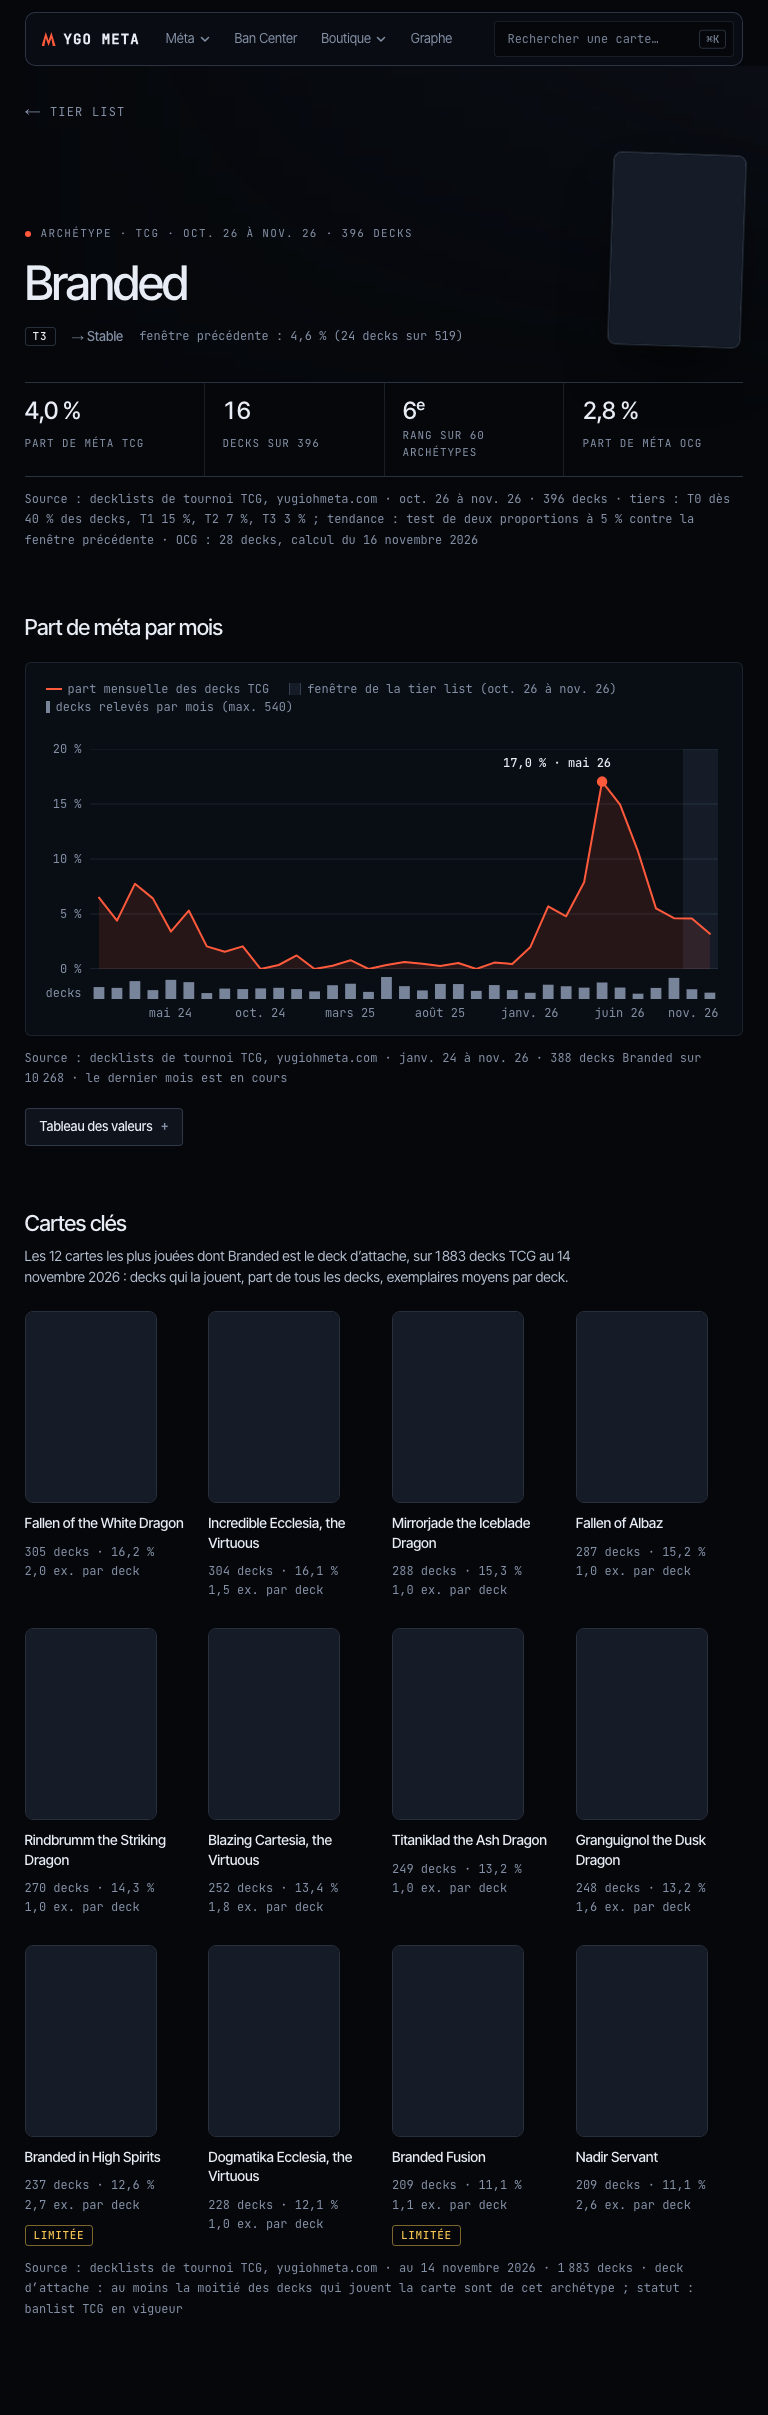 YGO META Méta Ban Center Boutique Graphe Rechercher une carte… ⌘K
← TIER LIST
ARCHÉTYPE · TCG · OCT. 26 À NOV. 26 · 396 DECKS
Branded
T3 → Stable fenêtre précédente : 4,6 % (24 decks sur 519)
4,0 % 16 6e 2,8 %
PART DE MÉTA TCG DECKS SUR 396 RANG SUR 60 ARCHÉTYPES PART DE MÉTA OCG
Source : decklists de tournoi TCG, yugiohmeta.com · oct. 26 à nov. 26 · 396 decks · tiers : T0 dès
40 % des decks, T1 15 %, T2 7 %, T3 3 % ; tendance : test de deux proportions à 5 % contre la
fenêtre précédente · OCG : 28 decks, calcul du 16 novembre 2026
Part de méta par mois
part mensuelle des decks TCG fenêtre de la tier list (oct. 26 à nov. 26)
decks relevés par mois (max. 540)
20 %
17,0 % · mai 26
15 %
10 %
5 %
0 %
decks
mai 24 oct. 24 mars 25 août 25 janv. 26 juin 26 nov. 26
Source : decklists de tournoi TCG, yugiohmeta.com · janv. 24 à nov. 26 · 388 decks Branded sur
10 268 · le dernier mois est en cours
Tableau des valeurs +
Cartes clés
Les 12 cartes les plus jouées dont Branded est le deck d’attache, sur 1 883 decks TCG au 14
novembre 2026 : decks qui la jouent, part de tous les decks, exemplaires moyens par deck.
Fallen of the White Dragon
305 decks · 16,2 %
2,0 ex. par deck
Incredible Ecclesia, the
Virtuous
304 decks · 16,1 %
1,5 ex. par deck
Mirrorjade the Iceblade
Dragon
288 decks · 15,3 %
1,0 ex. par deck
Fallen of Albaz
287 decks · 15,2 %
1,0 ex. par deck
Rindbrumm the Striking
Dragon
270 decks · 14,3 %
1,0 ex. par deck
Blazing Cartesia, the
Virtuous
252 decks · 13,4 %
1,8 ex. par deck
Titaniklad the Ash Dragon
249 decks · 13,2 %
1,0 ex. par deck
Granguignol the Dusk
Dragon
248 decks · 13,2 %
1,6 ex. par deck
Branded in High Spirits
237 decks · 12,6 %
2,7 ex. par deck
LIMITÉE
Dogmatika Ecclesia, the
Virtuous
228 decks · 12,1 %
1,0 ex. par deck
Branded Fusion
209 decks · 11,1 %
1,1 ex. par deck
LIMITÉE
Nadir Servant
209 decks · 11,1 %
2,6 ex. par deck
Source : decklists de tournoi TCG, yugiohmeta.com · au 14 novembre 2026 · 1 883 decks · deck
d’attache : au moins la moitié des decks qui jouent la carte sont de cet archétype ; statut :
banlist TCG en vigueur